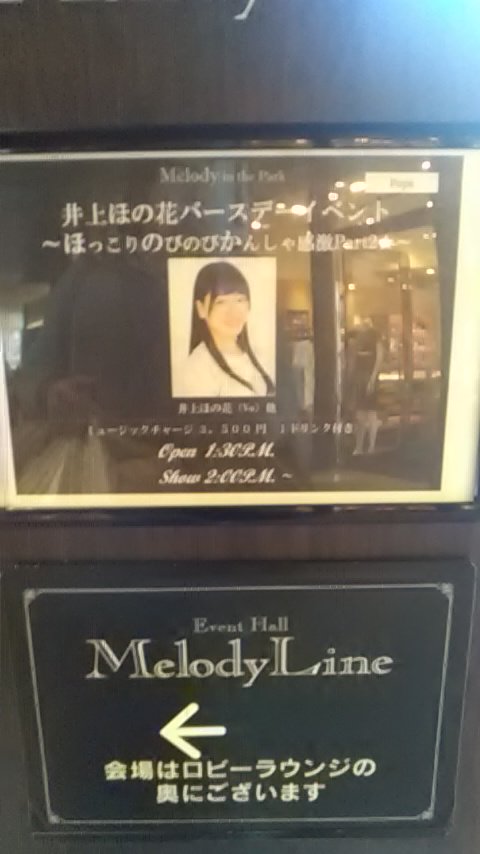 Melody in the Park
Pops
井上ほの花バースデーイベント
～ほっこりのびのびかんしゃ感激Part2★～
井上ほの花（Vo）他
ミュージックチャージ 3，500円 1ドリンク付き
Open 1:30P.M.
Show 2:00P.M. ～
Event Hall
MelodyLine
←
会場はロビーラウンジの
奥にございます